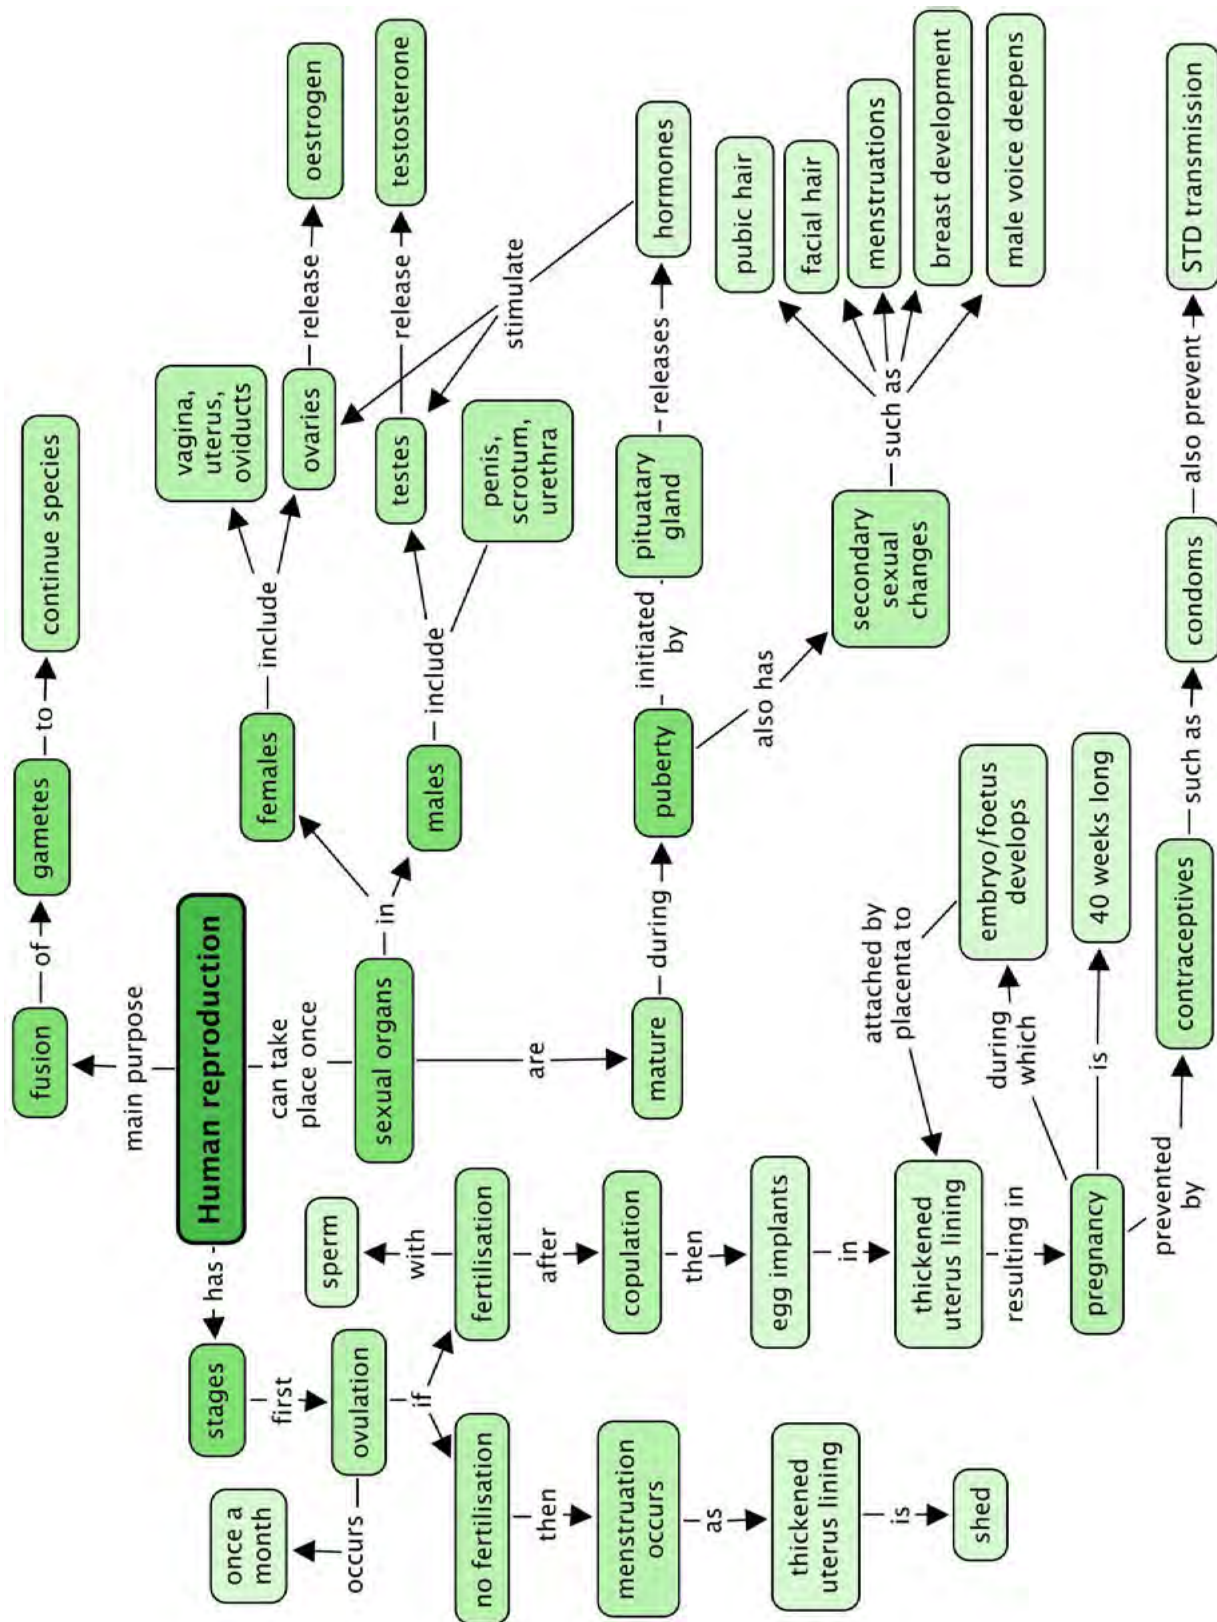 Human reproduction
main purpose
fusion
of
gametes
to
continue species
has
stages
first
ovulation
occurs
once a
month
if
no fertilisation
then
menstruation
occurs
as
thickened
uterus lining
is
shed
fertilisation
with
sperm
after
copulation
then
egg implants
in
thickened
uterus lining
resulting in
pregnancy
during
which
embryo/foetus
develops
attached by
placenta to
is
40 weeks long
prevented
by
contraceptives
such as
condoms
also prevent
STD transmission
can take
place once
sexual organs
in
females
include
vagina,
uterus,
oviducts
ovaries
release
oestrogen
males
include
testes
release
testosterone
penis,
scrotum,
urethra
are
mature
during
puberty
initiated
by
pituatary
gland
releases
hormones
stimulate
also has
secondary
sexual
changes
such as
pubic hair
facial hair
menstruations
breast development
male voice deepens